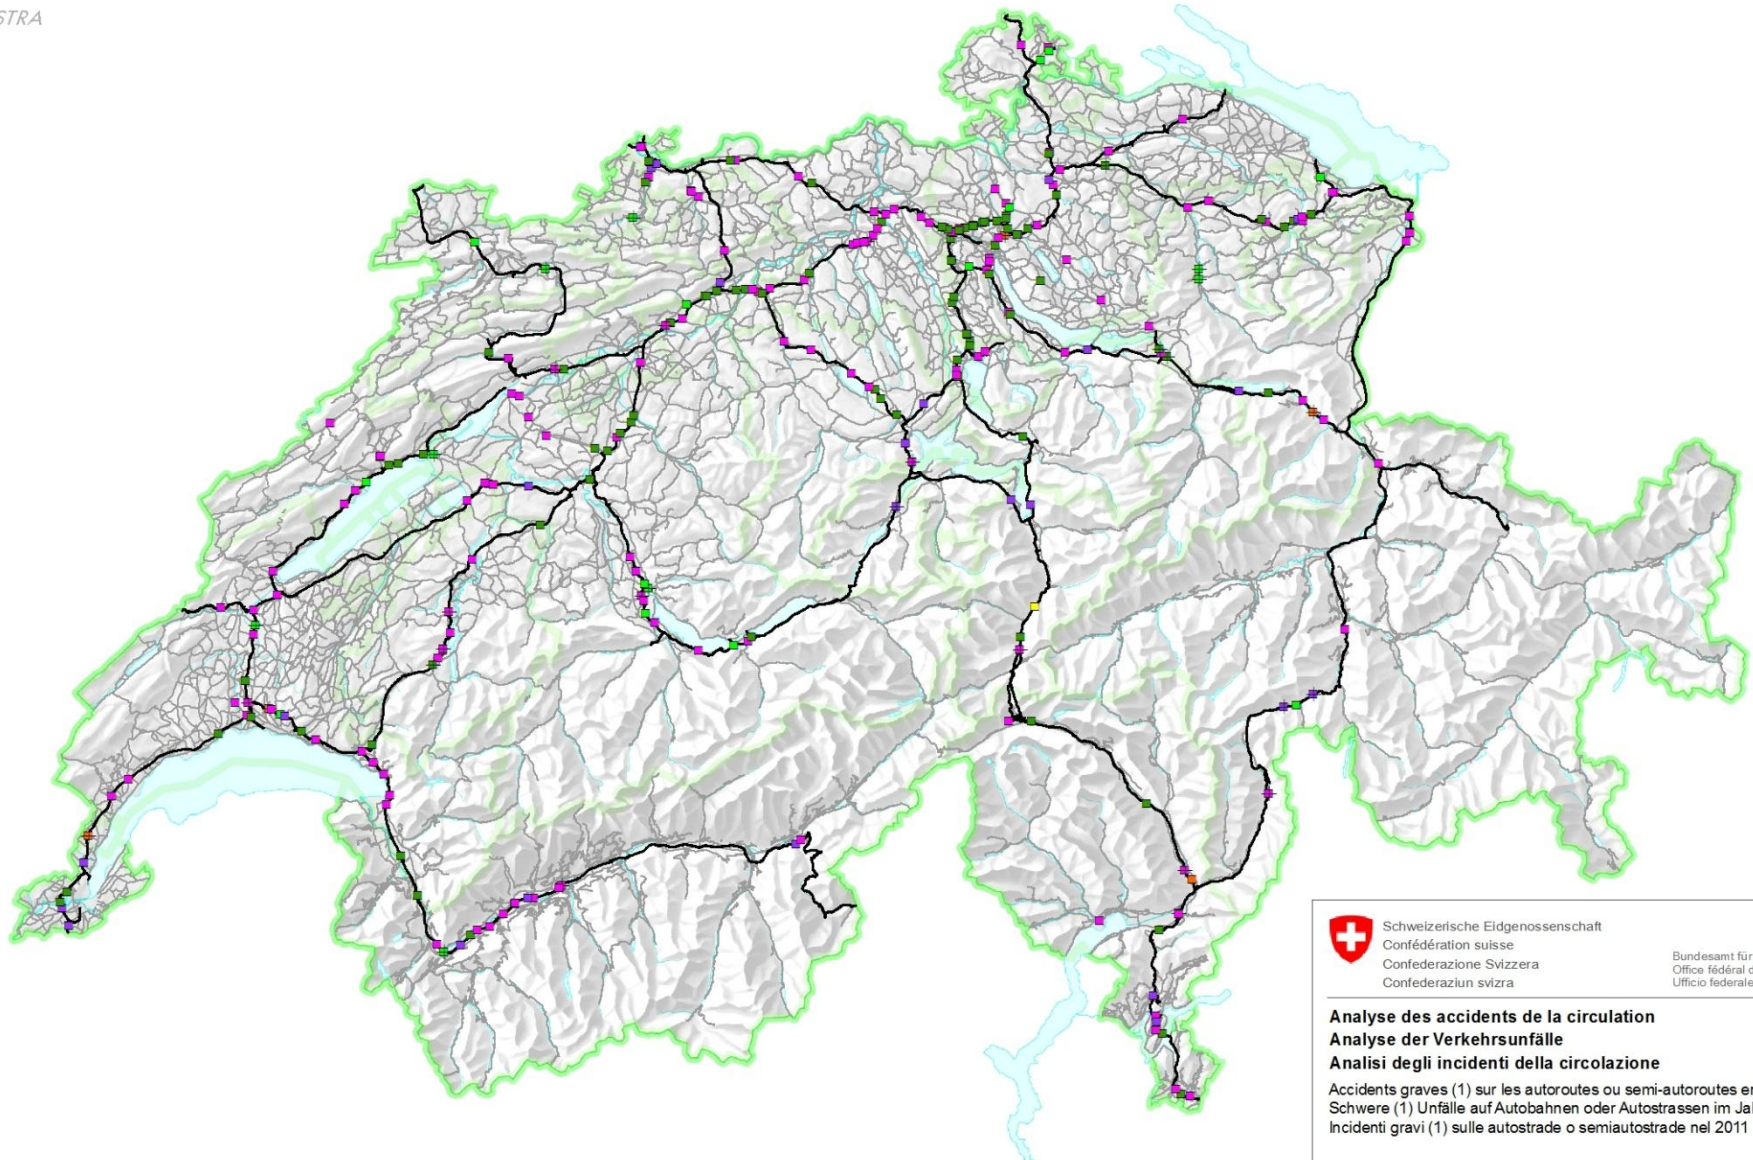 STRA
Schweizerische Eidgenossenschaft
Confédération suisse
Confederazione Svizzera
Confederaziun svizra
Bundesamt für
Office fédéral d
Ufficio federale
Analyse des accidents de la circulation
Analyse der Verkehrsunfälle
Analisi degli incidenti della circolazione
Accidents graves (1) sur les autoroutes ou semi-autoroutes en
Schwere (1) Unfälle auf Autobahnen oder Autostrassen im Jah
Incidenti gravi (1) sulle autostrade o semiautostrade nel 2011